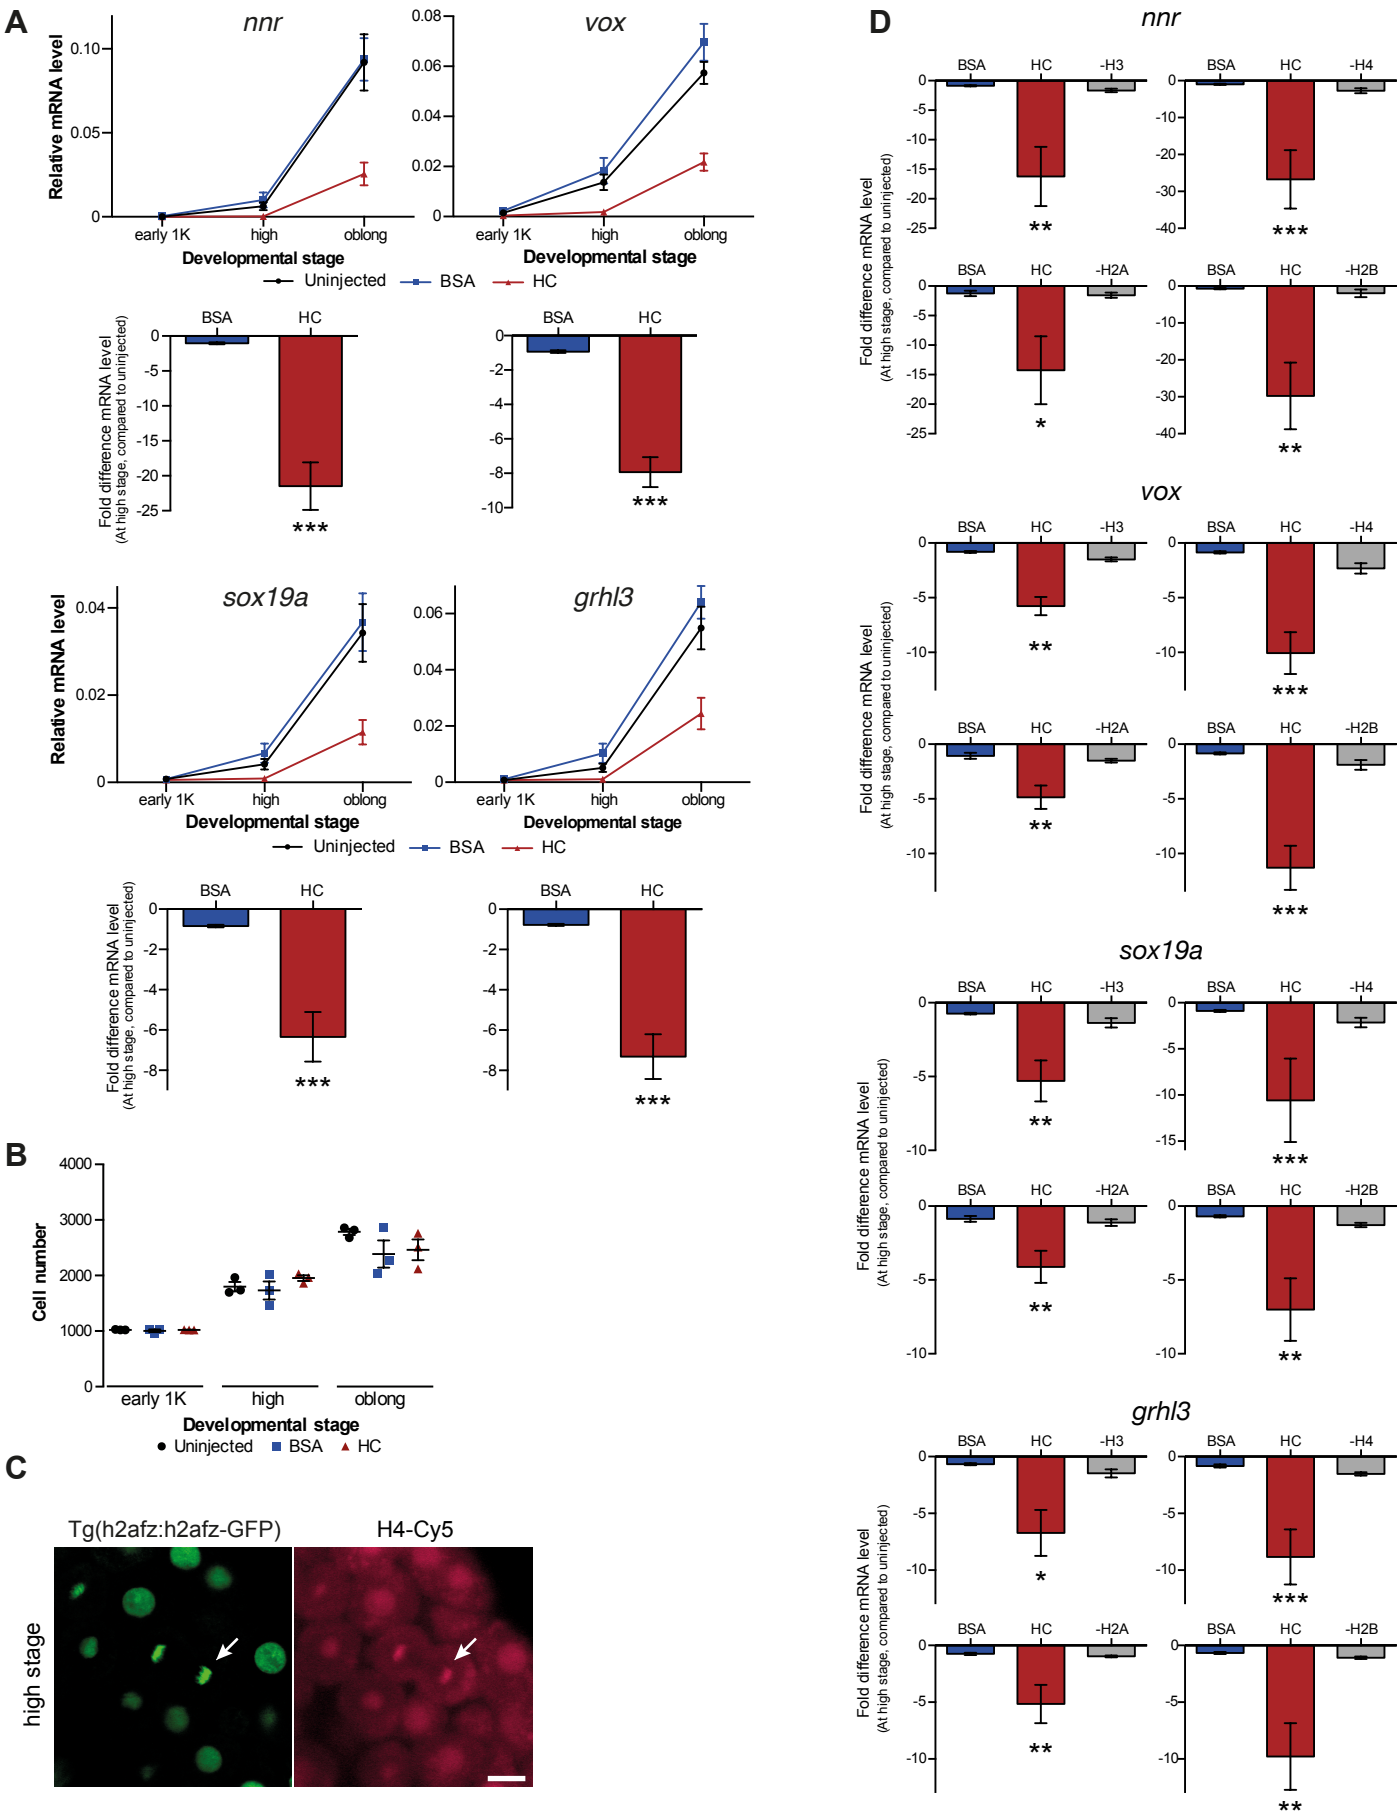 A
nnr
Relative mRNA level
0.10
0.05
0
early 1K high oblong
Developmental stage
vox
0.08
0.06
0.04
0.02
0
early 1K high oblong
Developmental stage
Uninjected BSA HC
Fold difference mRNA level
(At high stage, compared to uninjected)
BSA HC
0
-5
-10
-15
-20
-25
***
BSA HC
0
-2
-4
-6
-8
-10
***
sox19a
Relative mRNA level
0.04
0.02
0
early 1K high oblong
Developmental stage
grhl3
0.06
0.04
0.02
0
early 1K high oblong
Developmental stage
Uninjected BSA HC
Fold difference mRNA level
(At high stage, compared to uninjected)
BSA HC
0
-2
-4
-6
-8
***
BSA HC
0
-2
-4
-6
-8
***
B
Cell number
4000
3000
2000
1000
0
early 1K high oblong
Developmental stage
Uninjected BSA HC
C
Tg(h2afz:h2afz-GFP) H4-Cy5
high stage
D
nnr
Fold difference mRNA level
(At high stage, compared to uninjected)
BSA HC -H3
0
-5
-10
-15
-20
-25
**
BSA HC -H4
0
-10
-20
-30
-40
***
BSA HC -H2A
0
-5
-10
-15
-20
-25
*
BSA HC -H2B
0
-10
-20
-30
-40
**
vox
Fold difference mRNA level
(At high stage, compared to uninjected)
BSA HC -H3
0
-5
-10
**
BSA HC -H4
0
-5
-10
***
BSA HC -H2A
0
-5
-10
**
BSA HC -H2B
0
-5
-10
***
sox19a
Fold difference mRNA level
(At high stage, compared to uninjected)
BSA HC -H3
0
-5
-10
**
BSA HC -H4
0
-5
-10
-15
***
BSA HC -H2A
0
-5
-10
**
BSA HC -H2B
0
-5
-10
**
grhl3
Fold difference mRNA level
(At high stage, compared to uninjected)
BSA HC -H3
0
-5
-10
*
BSA HC -H4
0
-5
-10
***
BSA HC -H2A
0
-5
-10
**
BSA HC -H2B
0
-5
-10
**